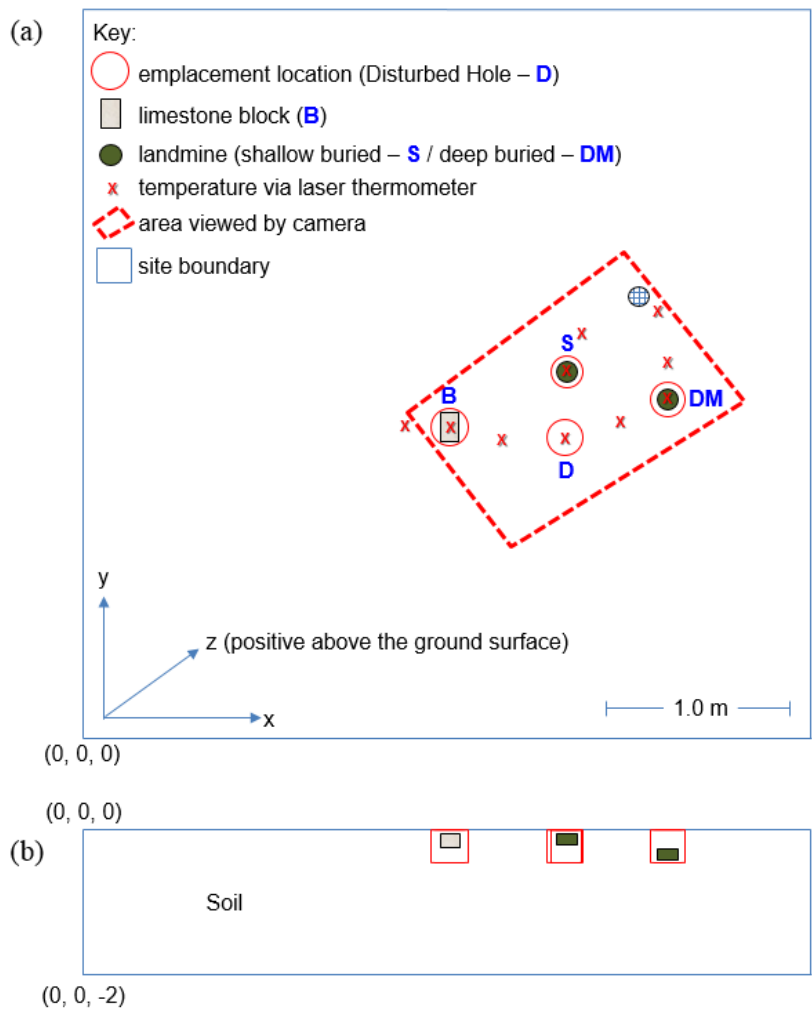 (a)
Key:
emplacement location (Disturbed Hole – D)
limestone block (B)
landmine (shallow buried – S / deep buried – DM)
x temperature via laser thermometer
area viewed by camera
site boundary
x
S
x
x
B
x
x
DM
x
x
x
x
x
D
y
z (positive above the ground surface)
x
1.0 m
(0, 0, 0)
(0, 0, 0)
(b)
Soil
(0, 0, -2)